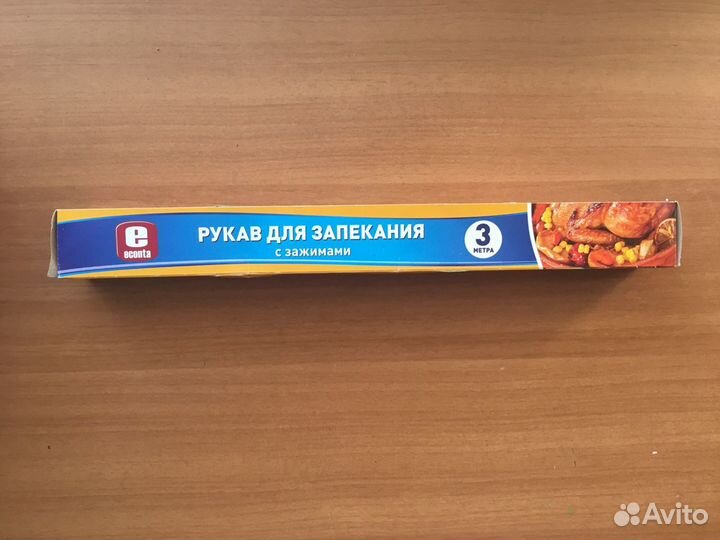 e
econta
РУКАВ ДЛЯ ЗАПЕКАНИЯ
с зажимами
3
МЕТРА
Avito